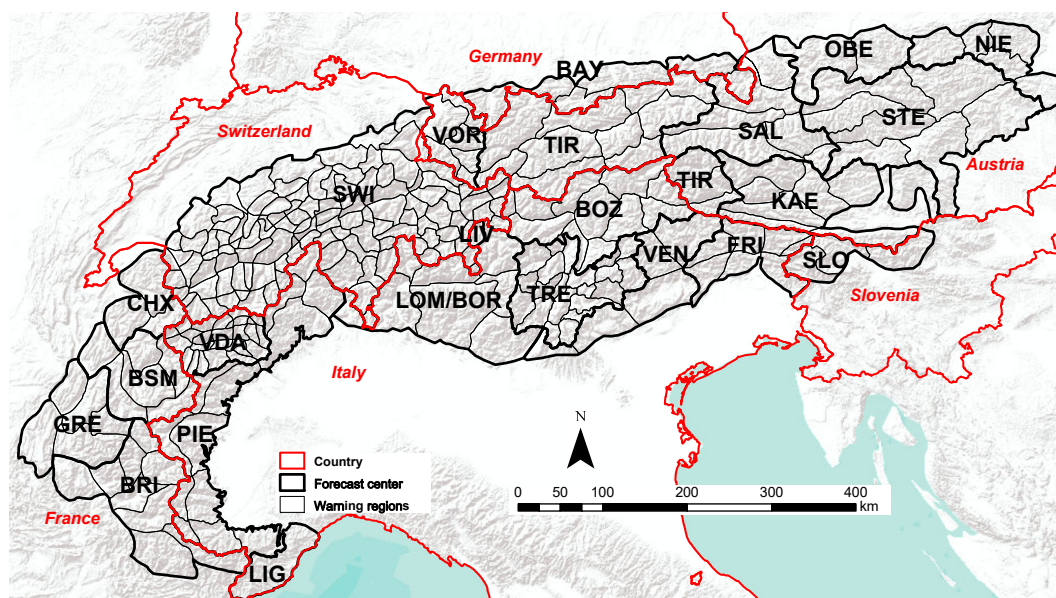 OBE
NIE
Germany
BAY
STE
Switzerland
VOR
TIR
SAL
Austria
SWI
TIR
KAE
BOZ
LIV
VEN
FRI
SLO
Slovenia
CHX
LOM/BOR
TRE
VDA
BSM
Italy
GRE
PIE
N
BRI
France
LIG
Country
Forecast center
Warning regions
0 50 100 200 300 400
km